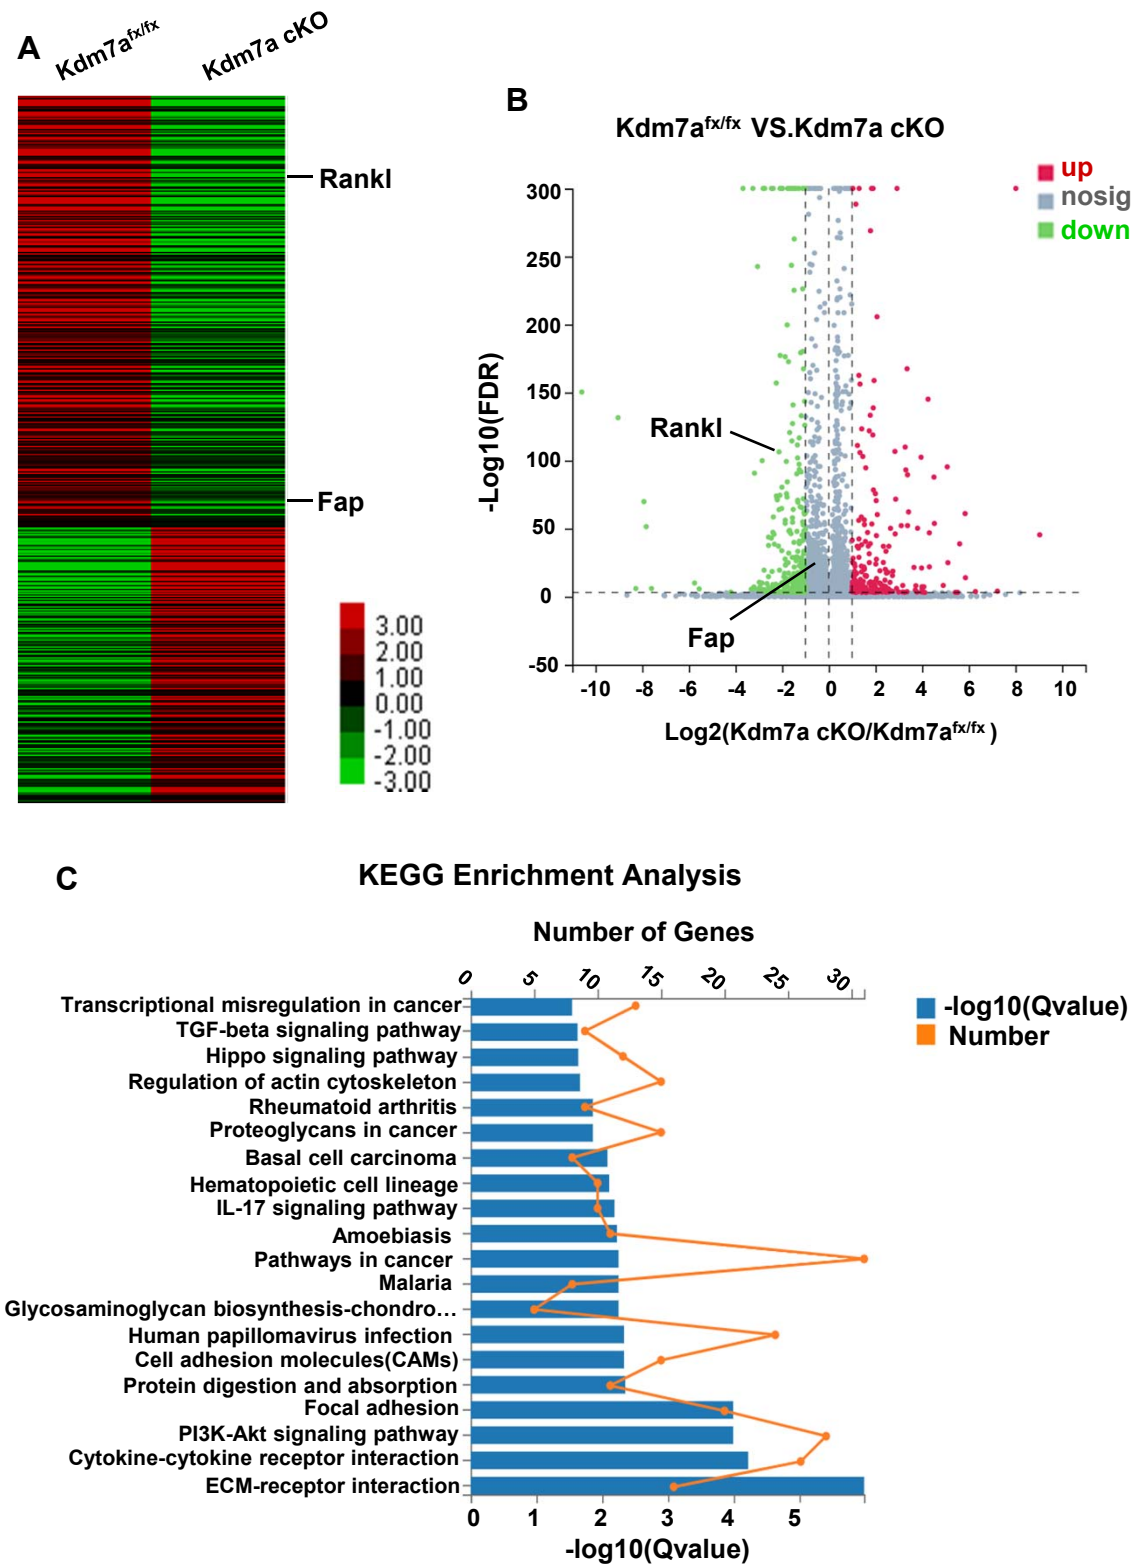 A
Kdm7afx/fx
Kdm7a cKO
Rankl
Fap
3.00
2.00
1.00
0.00
-1.00
-2.00
-3.00
B
Kdm7afx/fx VS.Kdm7a cKO
up
nosig
down
300
250
200
150
100
50
0
-50
-Log10(FDR)
Rankl
Fap
-10 -8 -6 -4 -2 0 2 4 6 8 10
Log2(Kdm7a cKO/Kdm7afx/fx)
C
KEGG Enrichment Analysis
Number of Genes
0 5 10 15 20 25 30
-log10(Qvalue)
Number
Transcriptional misregulation in cancer
TGF-beta signaling pathway
Hippo signaling pathway
Regulation of actin cytoskeleton
Rheumatoid arthritis
Proteoglycans in cancer
Basal cell carcinoma
Hematopoietic cell lineage
IL-17 signaling pathway
Amoebiasis
Pathways in cancer
Malaria
Glycosaminoglycan biosynthesis-chondro…
Human papillomavirus infection
Cell adhesion molecules(CAMs)
Protein digestion and absorption
Focal adhesion
PI3K-Akt signaling pathway
Cytokine-cytokine receptor interaction
ECM-receptor interaction
0 1 2 3 4 5
-log10(Qvalue)